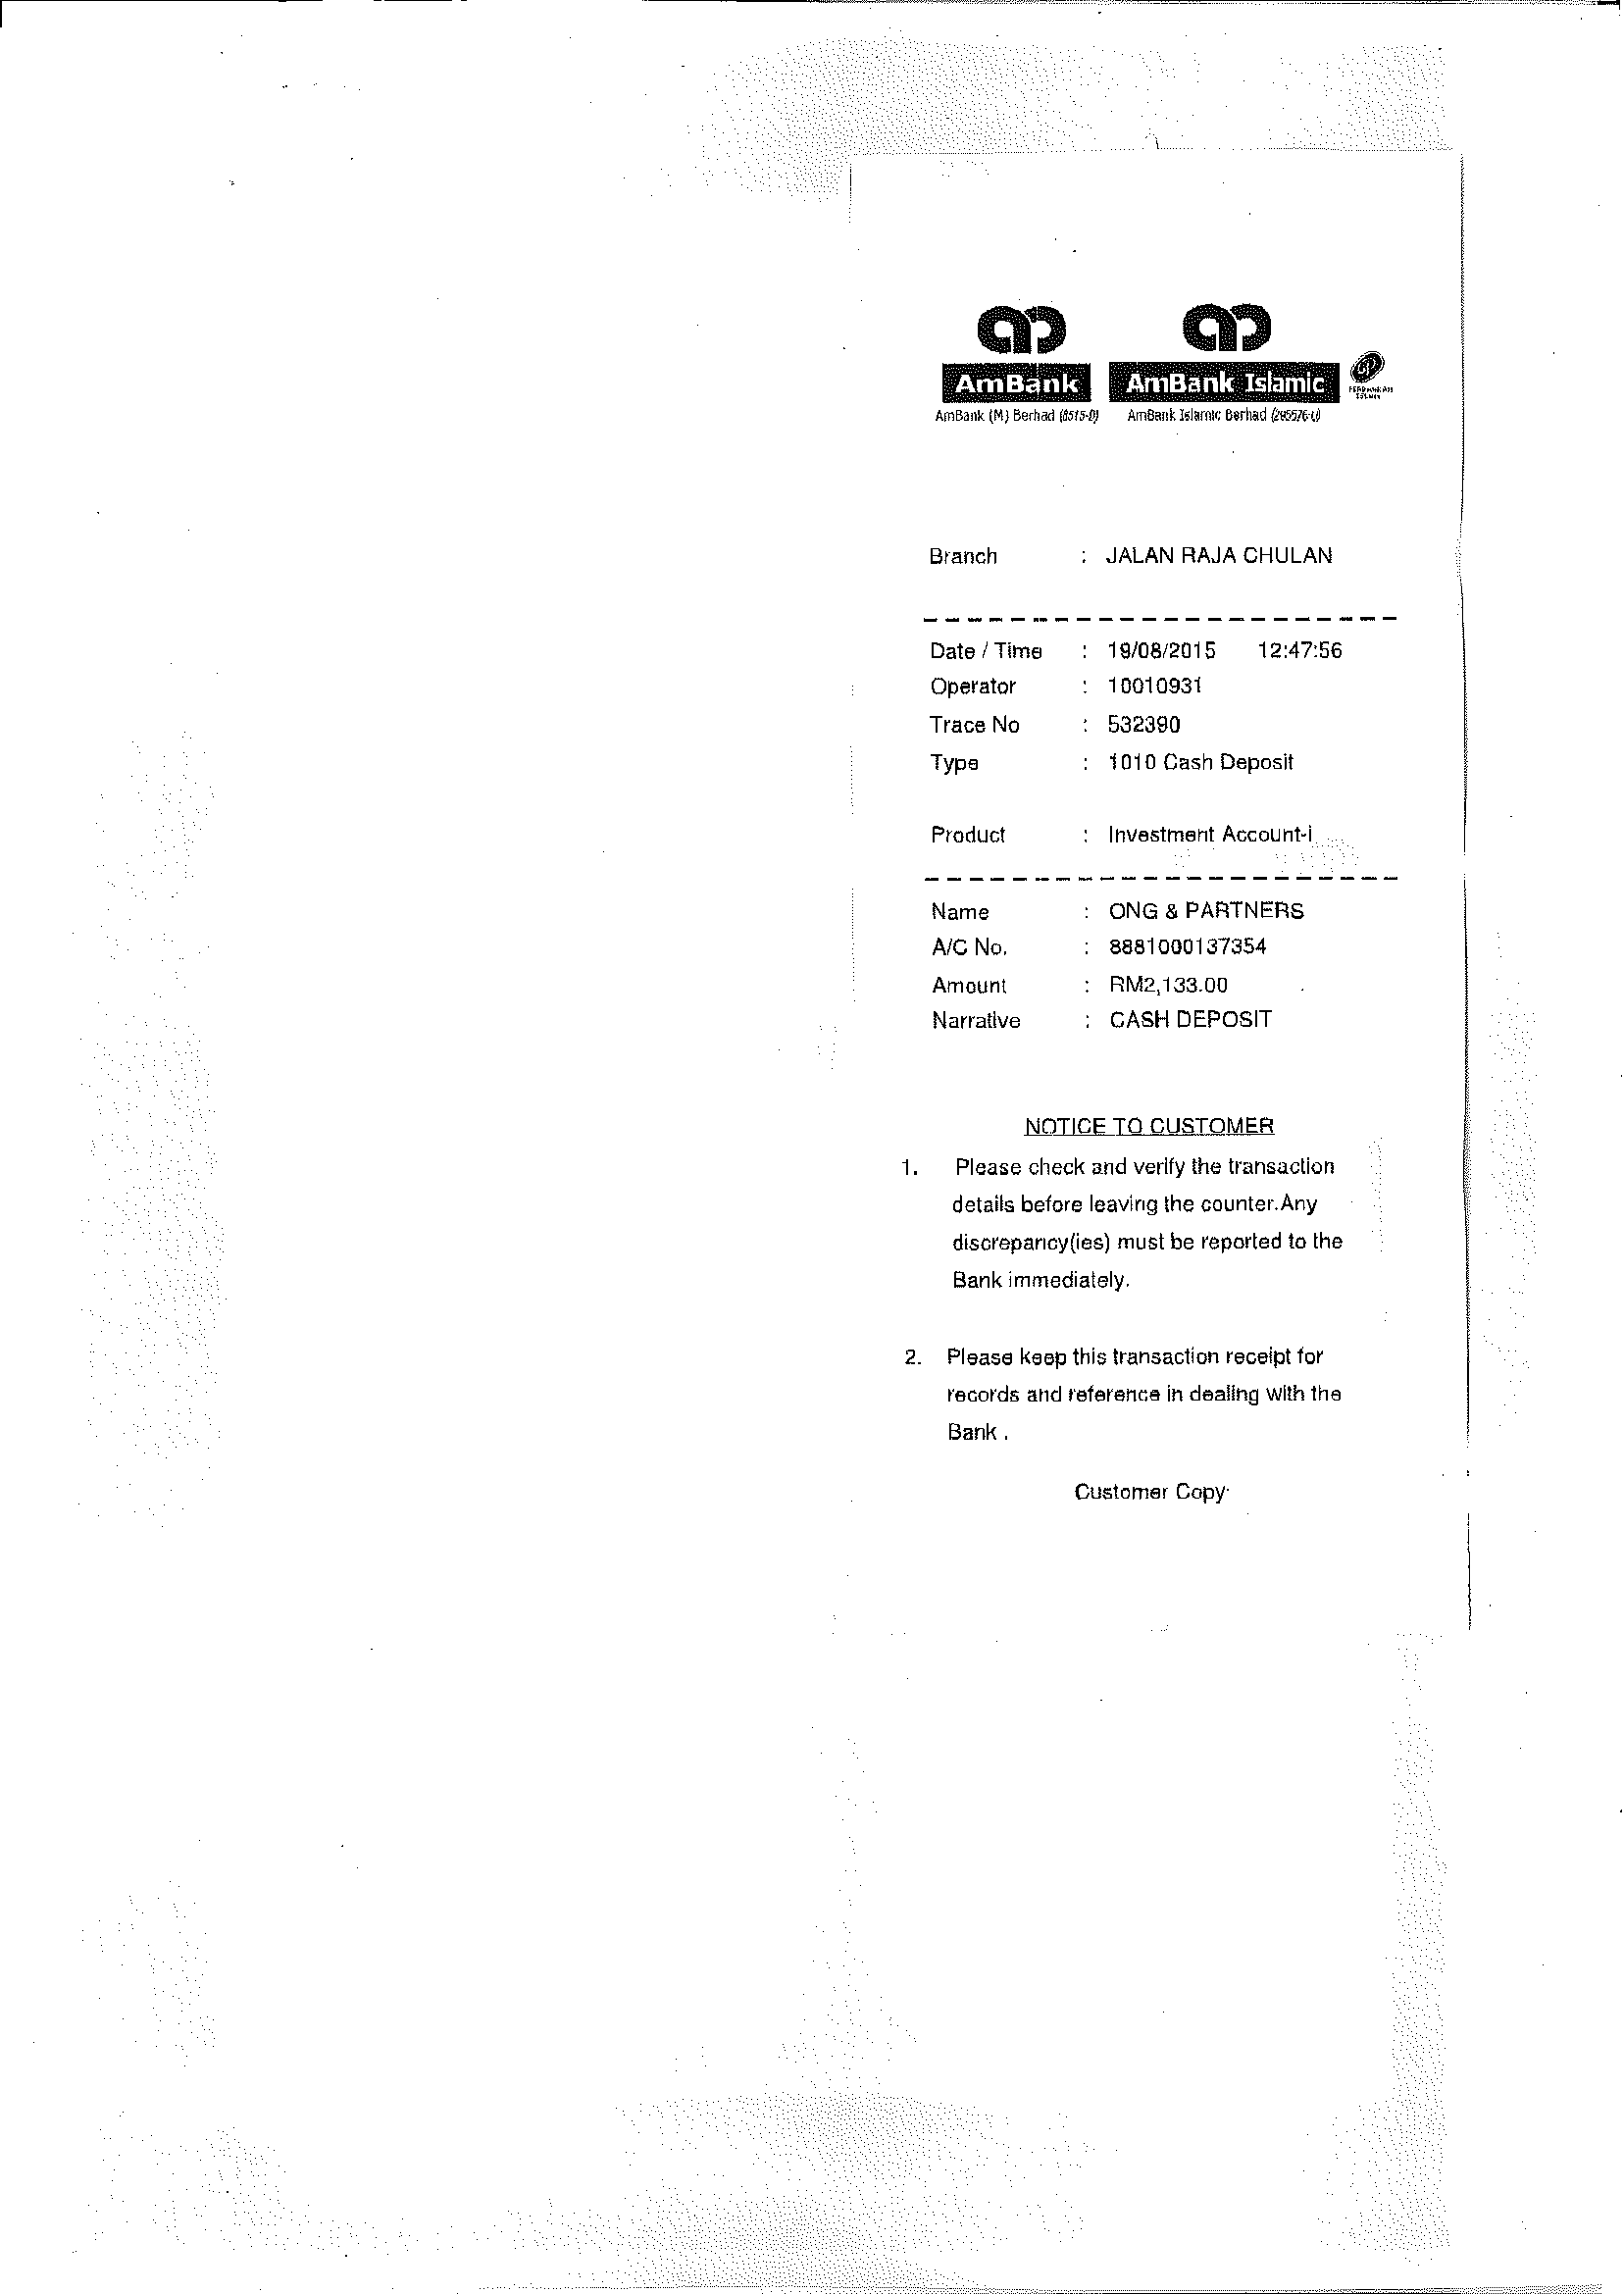 AmBank
AmBank Islamic
AmBank (M) Berhad (8515-D)
AmBank Islamic Berhad (295576-U)
Branch : JALAN RAJA CHULAN
Date / Time : 19/08/2015 12:47:56
Operator : 10010931
Trace No : 532390
Type : 1010 Cash Deposit
Product : Investment Account-i
Name : ONG & PARTNERS
A/C No. : 8881000137354
Amount : RM2,133.00
Narrative : CASH DEPOSIT
NOTICE TO CUSTOMER
1. Please check and verify the transaction
details before leaving the counter.Any
discrepancy(ies) must be reported to the
Bank immediately.
2. Please keep this transaction receipt for
records and reference in dealing with the
Bank .
Customer Copy